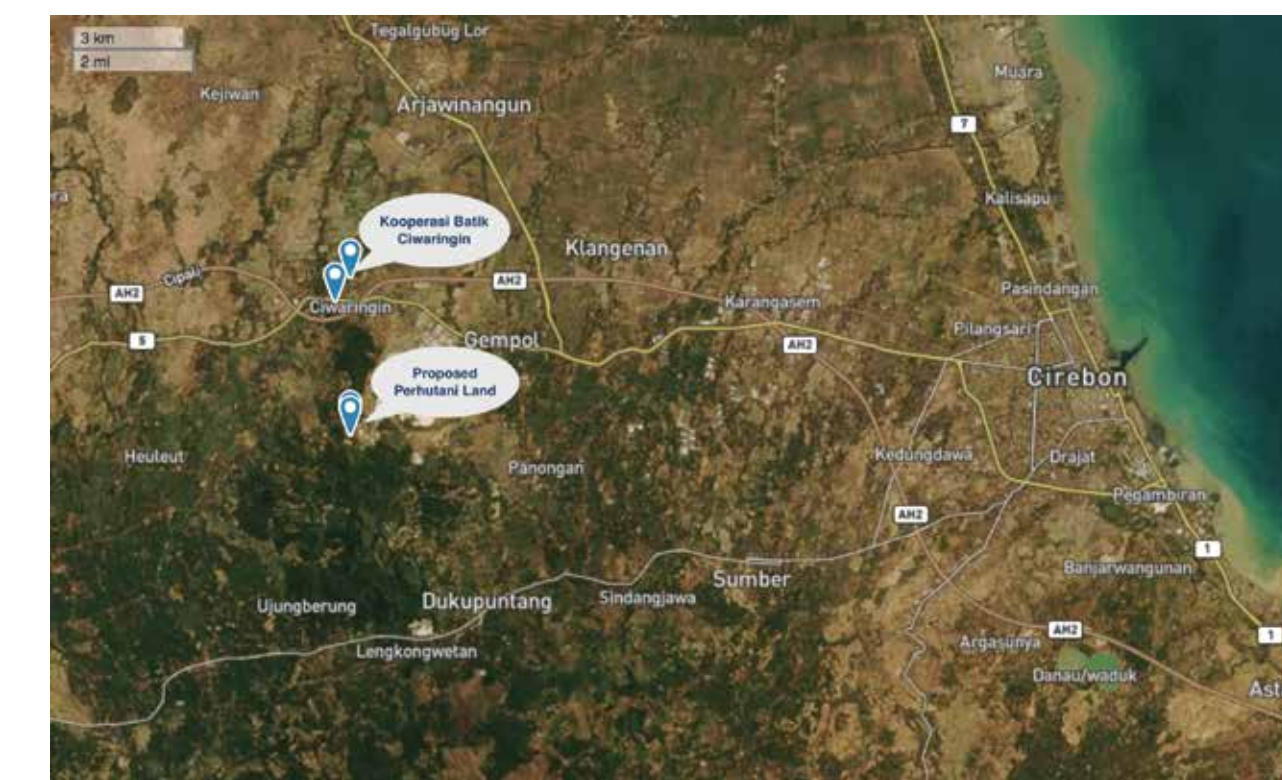 3 km
2 mi
Tegalgubug Lor
Kejiwan
Arjawinangun
Muara
7
Kalisapu
Kooperasi Batik
Ciwaringin
Klangenan
Cipali
AH2
AH2
Ciwaringin
Karangasem
Pasindangan
5
Gempol
AH2
Pilangsari
Proposed
Perhutani Land
Cirebon
Heuleut
Panongan
Kedungdawa
Drajat
Pegambiran
AH2
1
Sumber
Banjarwangunan
Ujungberung
Dukupuntang
Sindangjawa
Lengkongwetan
Argasunya
AH2
1
Danau/waduk
Ast